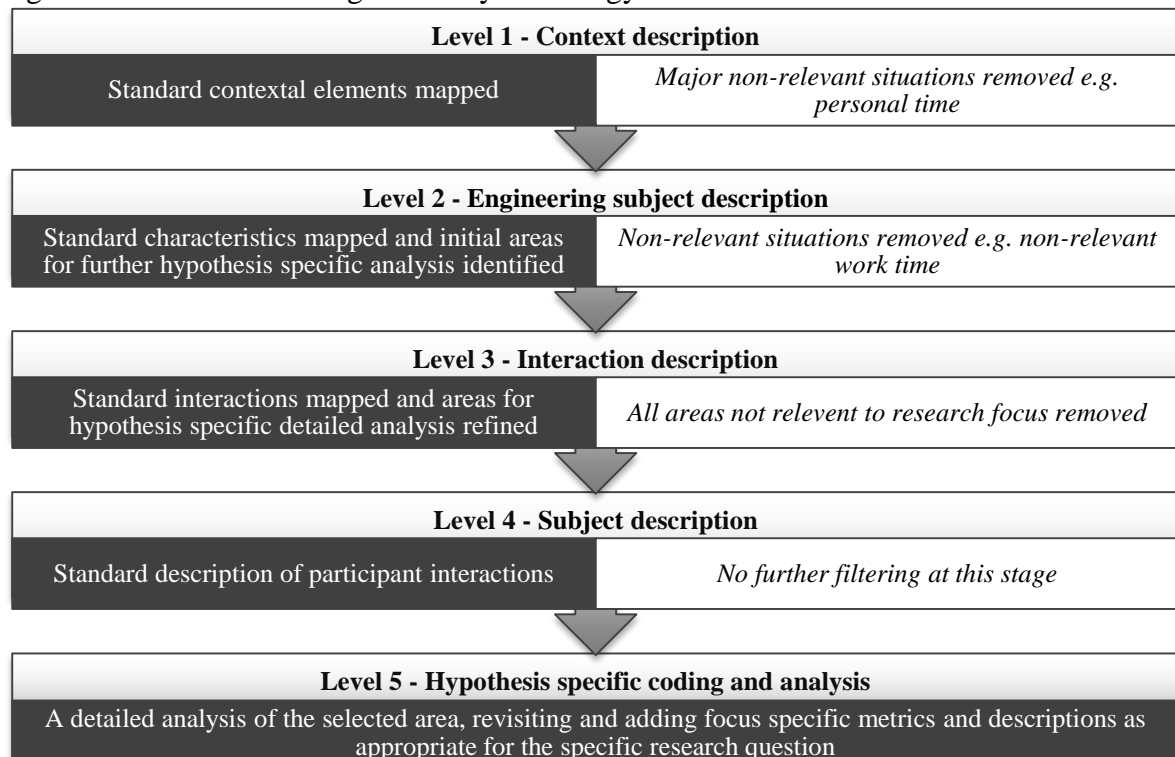 Level 1 - Context description
Standard contextal elements mapped
Major non-relevant situations removed e.g.
personal time
Level 2 - Engineering subject description
Standard characteristics mapped and initial areas
for further hypothesis specific analysis identified
Non-relevant situations removed e.g. non-relevant
work time
Level 3 - Interaction description
Standard interactions mapped and areas for
hypothesis specific detailed analysis refined
All areas not relevent to research focus removed
Level 4 - Subject description
Standard description of participant interactions
No further filtering at this stage
Level 5 - Hypothesis specific coding and analysis
A detailed analysis of the selected area, revisiting and adding focus specific metrics and descriptions as
appropriate for the specific research question